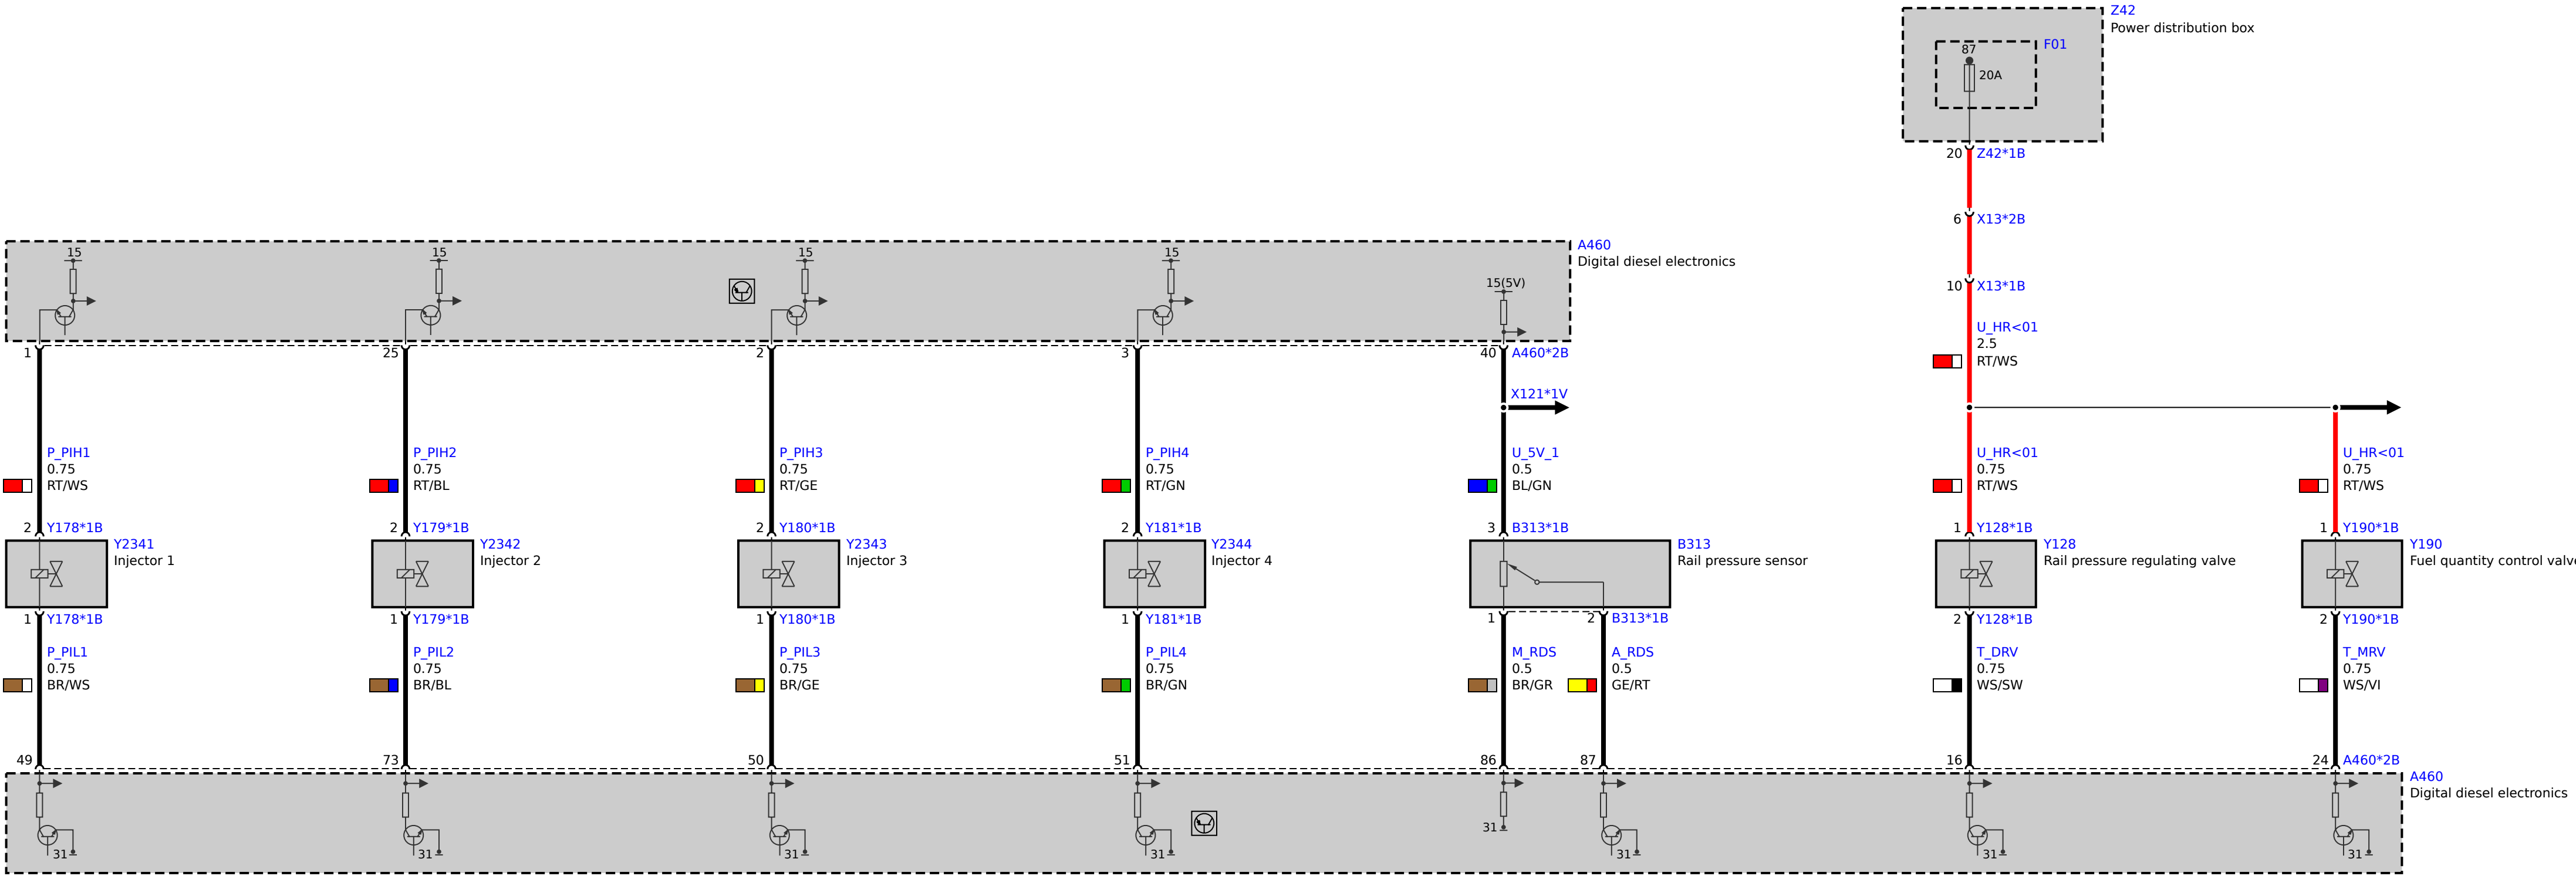 Z42
Power distribution box
F01
87
20A
20 Z42*1B
6 X13*2B
10 X13*1B
U_HR<01
2.5
RT/WS
A460
Digital diesel electronics
15 15 15 15 15(5V)
1 25 2 3 40 A460*2B
X121*1V
P_PIH1 P_PIH2 P_PIH3 P_PIH4 U_5V_1 U_HR<01 U_HR<01
0.75 0.75 0.75 0.75 0.5 0.75 0.75
RT/WS RT/BL RT/GE RT/GN BL/GN RT/WS RT/WS
2 Y178*1B 2 Y179*1B 2 Y180*1B 2 Y181*1B 3 B313*1B 1 Y128*1B 1 Y190*1B
Y2341 Y2342 Y2343 Y2344 B313 Y128 Y190
Injector 1 Injector 2 Injector 3 Injector 4 Rail pressure sensor Rail pressure regulating valve Fuel quantity control
1 Y178*1B 1 Y179*1B 1 Y180*1B 1 Y181*1B 1 2 B313*1B 2 Y128*1B 2 Y190*1B
P_PIL1 P_PIL2 P_PIL3 P_PIL4 M_RDS A_RDS T_DRV T_MRV
0.75 0.75 0.75 0.75 0.5 0.5 0.75 0.75
BR/WS BR/BL BR/GE BR/GN BR/GR GE/RT WS/SW WS/VI
49 73 50 51 86 87 16 24 A460*2B
A460
Digital diesel electronics
31 31 31 31 31 31 31 31